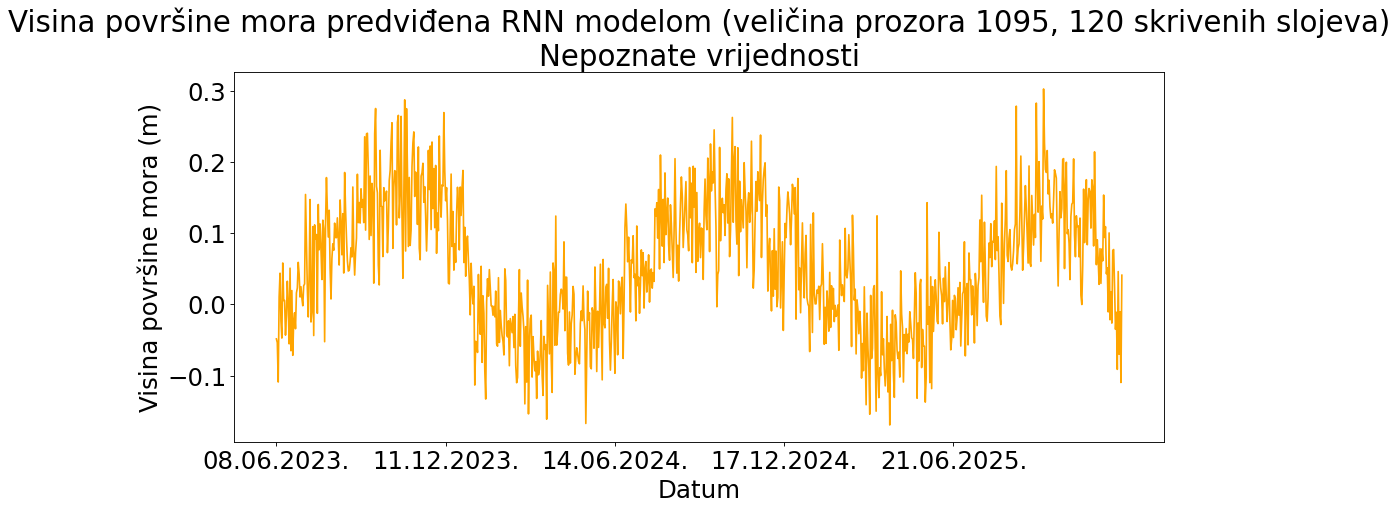 Visina površine mora predviđena RNN modelom (veličina prozora 1095, 120 skrivenih slojeva)
Nepoznate vrijednosti
Visina površine mora (m)
0.3
0.2
0.1
0.0
−0.1
08.06.2023. 11.12.2023. 14.06.2024. 17.12.2024. 21.06.2025.
Datum